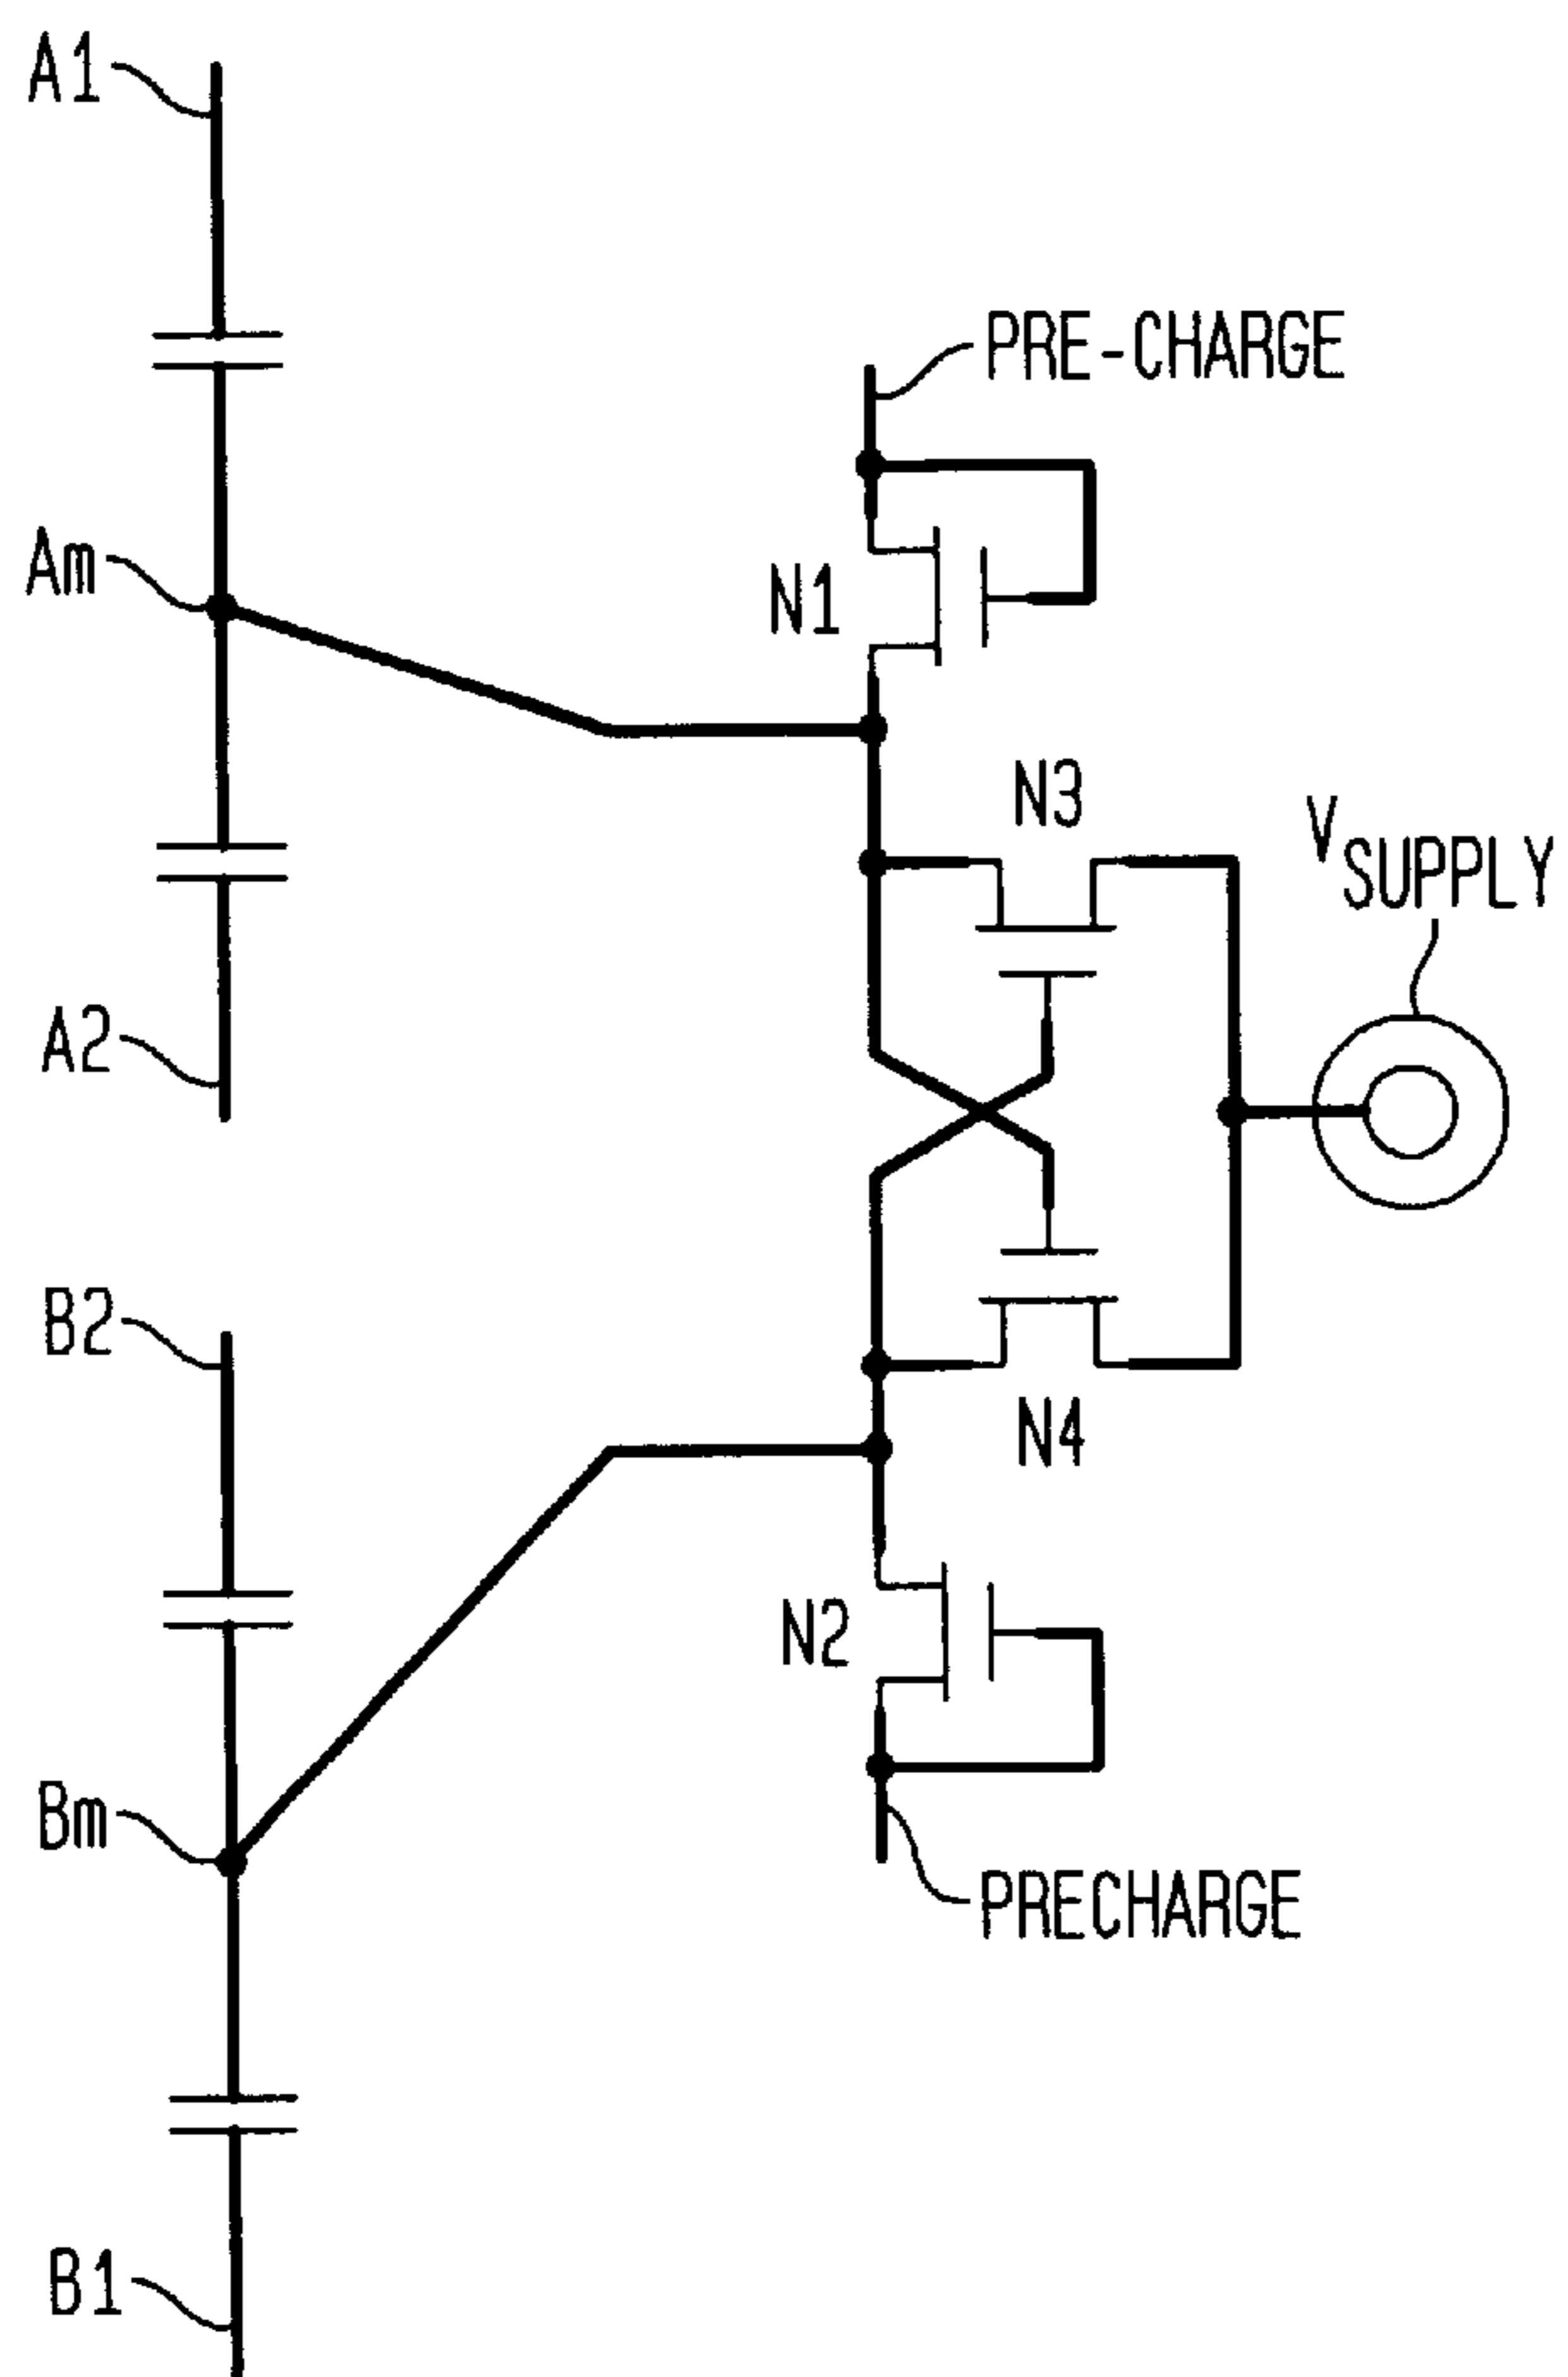 A1
PRE-CHARGE
Am
N1
N3
V
SUPPLY
A2
B2
N4
N2
Bm
PRECHARGE
B1